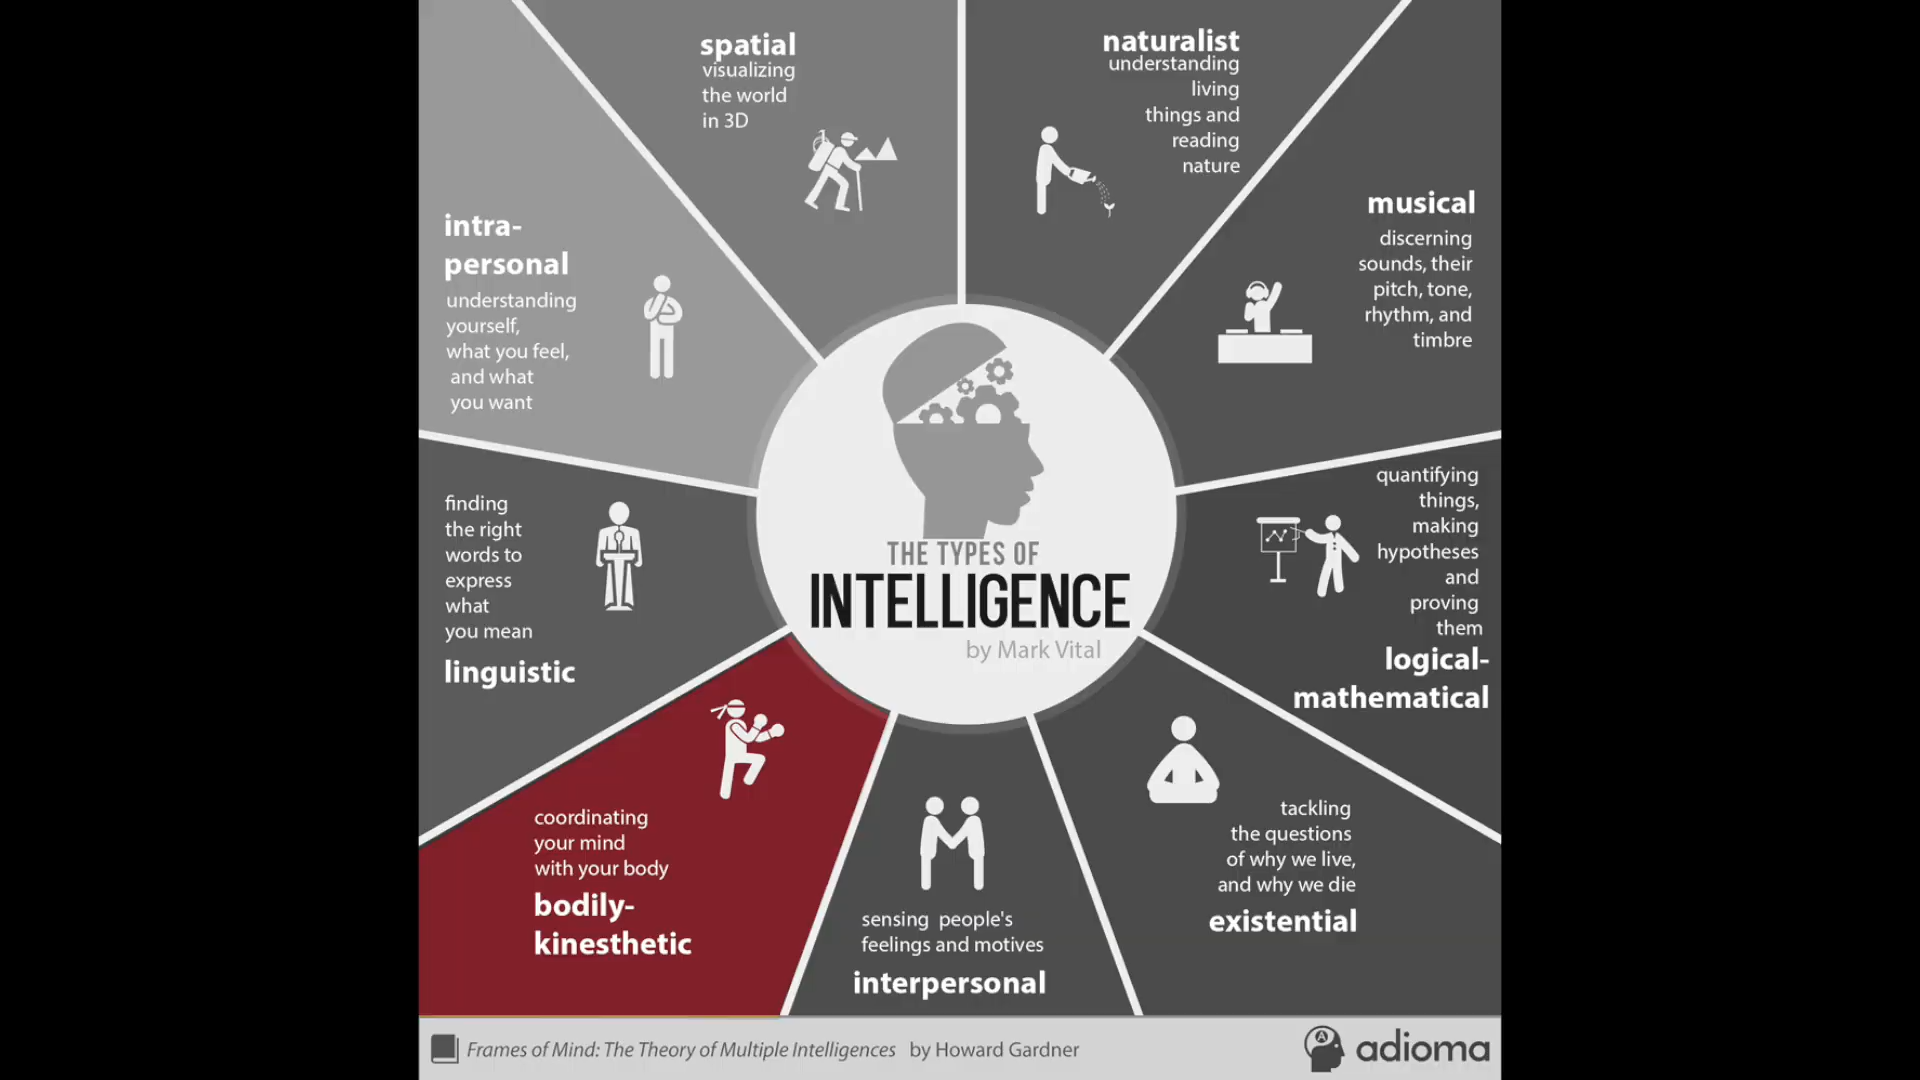 spatial
visualizing
the world
in 3D
naturalist
understanding
living
things and
reading
nature
musical
discerning
sounds, their
pitch, tone,
rhythm, and
timbre
intra-
personal
understanding
yourself,
what you feel,
and what
you want
quantifying
things,
making
hypotheses
and
proving
them
logical-
mathematical
finding
the right
words to
express
what
you mean
linguistic
THE TYPES OF
INTELLIGENCE
by Mark Vital
coordinating
your mind
with your body
bodily-
kinesthetic
sensing people's
feelings and motives
interpersonal
tackling
the questions
of why we live,
and why we die
existential
Frames of Mind: The Theory of Multiple Intelligences by Howard Gardner
A
adioma